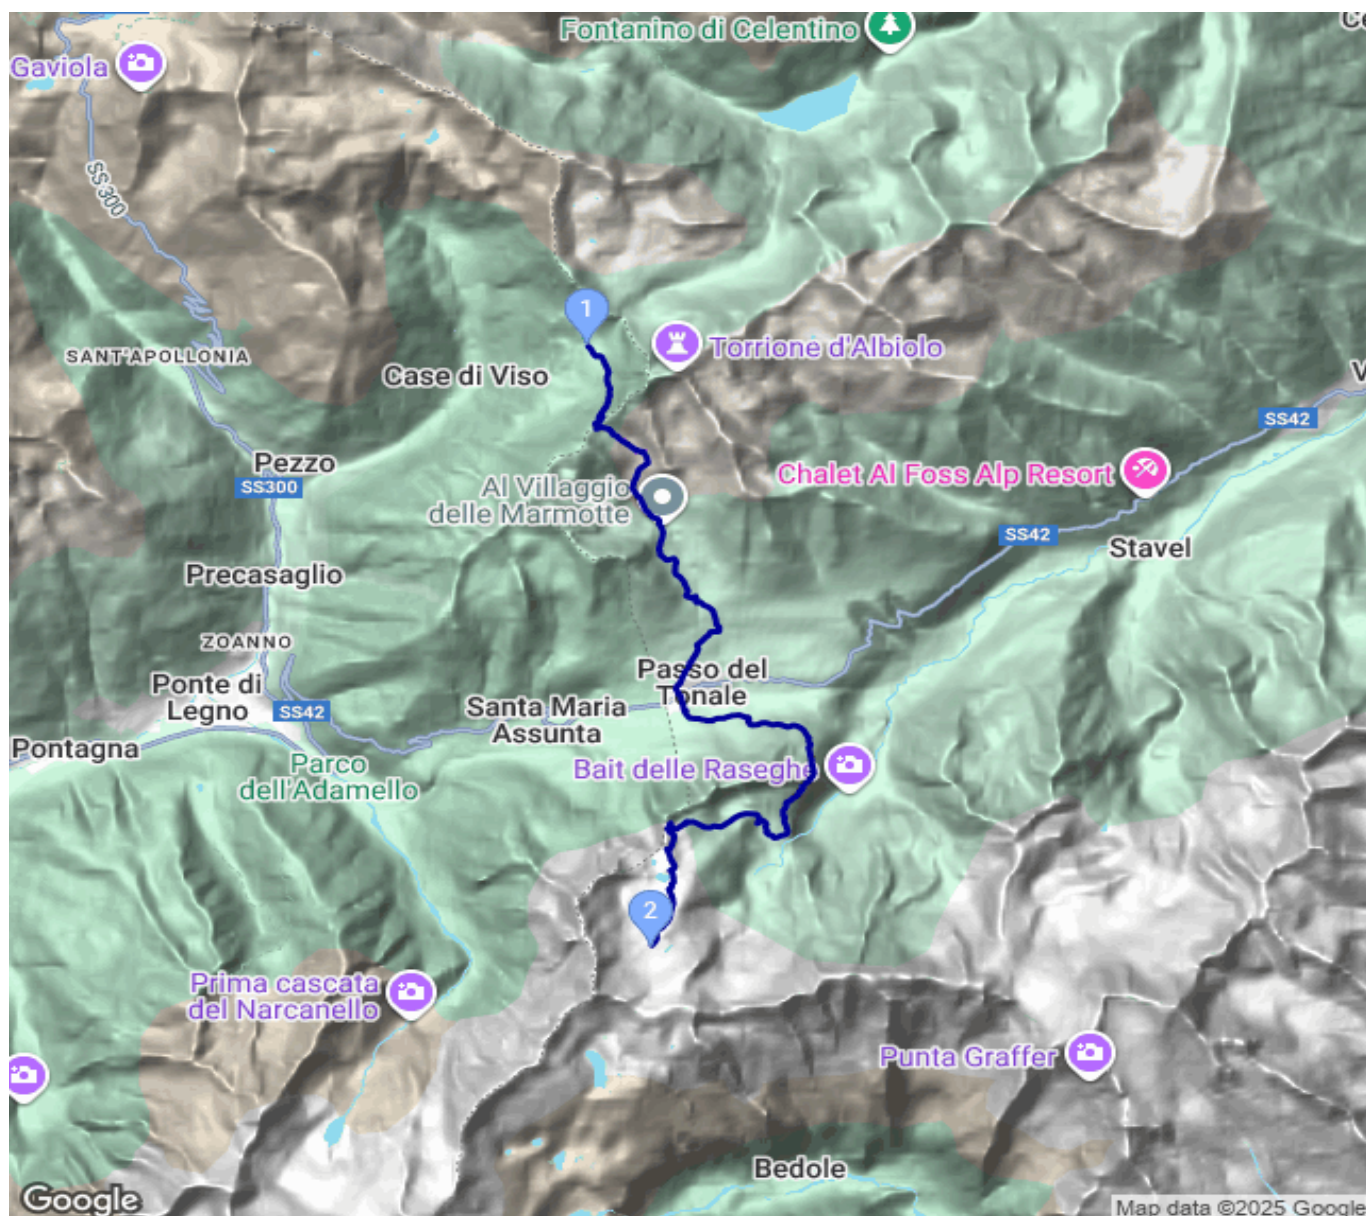 Fontanino di Celentino
Gaviola
SS300
1
SANT'APOLLONIA
Torrione d'Albiolo
Case di Viso
SS42
Pezzo
SS300
Al Villaggio
delle Marmotte
Chalet Al Foss Alp Resort
SS42
Stavel
Precasaglio
ZOANNO
Ponte di
Legno
SS42
Passo del
Tonale
Santa Maria
Assunta
Pontagna
Parco
dell'Adamello
Bait delle Raseghe
2
Prima cascata
del Narcanello
Punta Graffer
Bedole
Google
Map data ©2025 Google